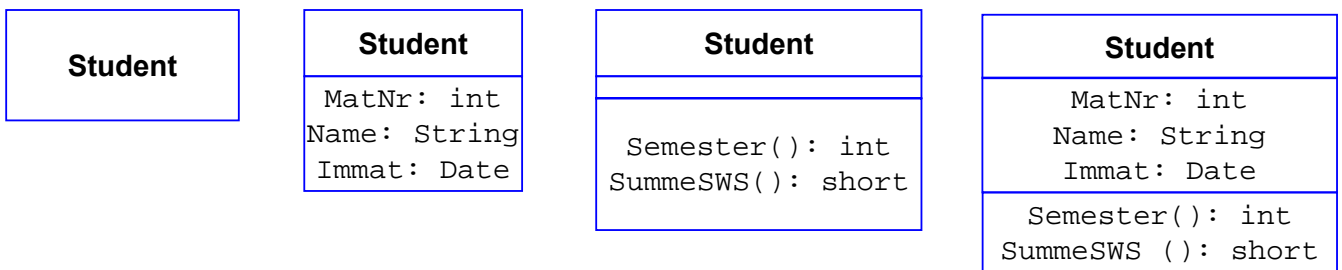 Student
Student
MatNr: int
Name: String
Immat: Date
Student
Semester(): int
SummeSWS(): short
Student
MatNr: int
Name: String
Immat: Date
Semester(): int
SummeSWS (): short